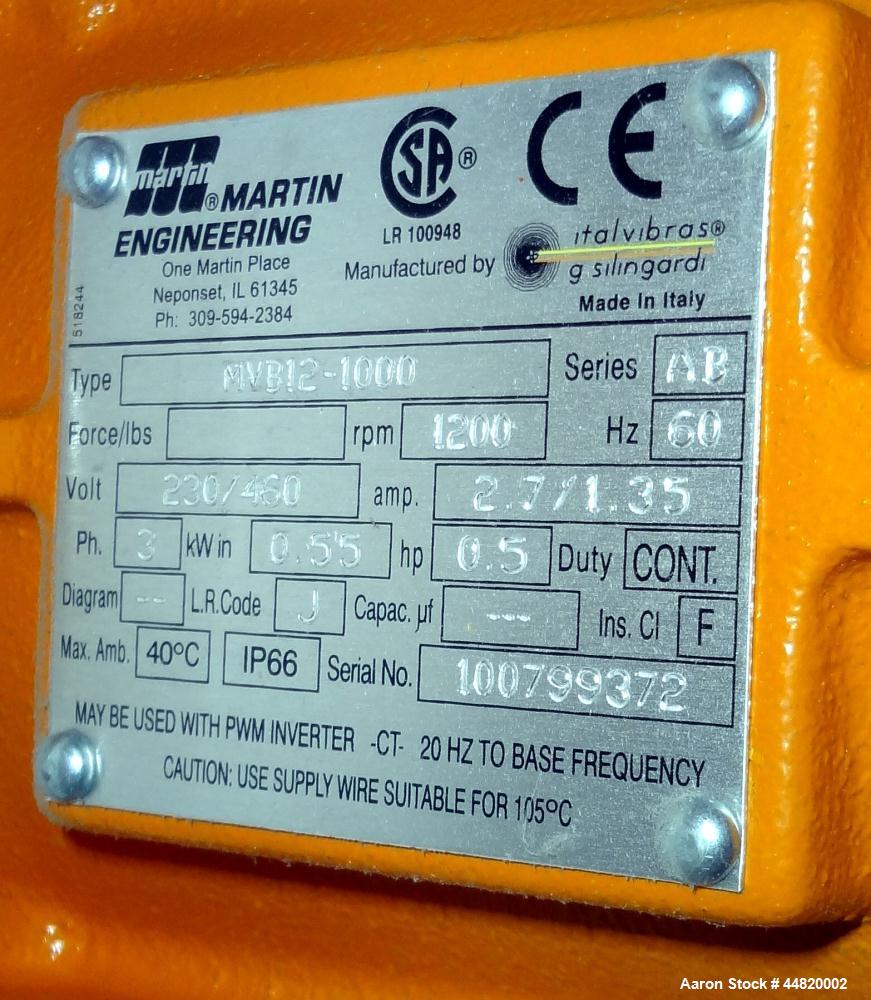 martin
® MARTIN
ENGINEERING
One Martin Place
Neponset, IL 61345
Ph: 309-594-2384
518244
CSA ®
LR 100948
CE
Manufactured by
italvibras®
g silingardi
Made In Italy
Type MVB12-1000 Series AB
Force/lbs rpm 1200 Hz 60
Volt 230/460 amp. 2.7/1.35
Ph. 3 kW in 0.55 hp 0.5 Duty CONT.
Diagram -- L.R.Code J Capac. µf --- Ins. Cl F
Max. Amb. 40°C IP66 Serial No. 100799372
MAY BE USED WITH PWM INVERTER -CT- 20 HZ TO BASE FREQUENCY
CAUTION: USE SUPPLY WIRE SUITABLE FOR 105°C
Aaron Stock # 44820002